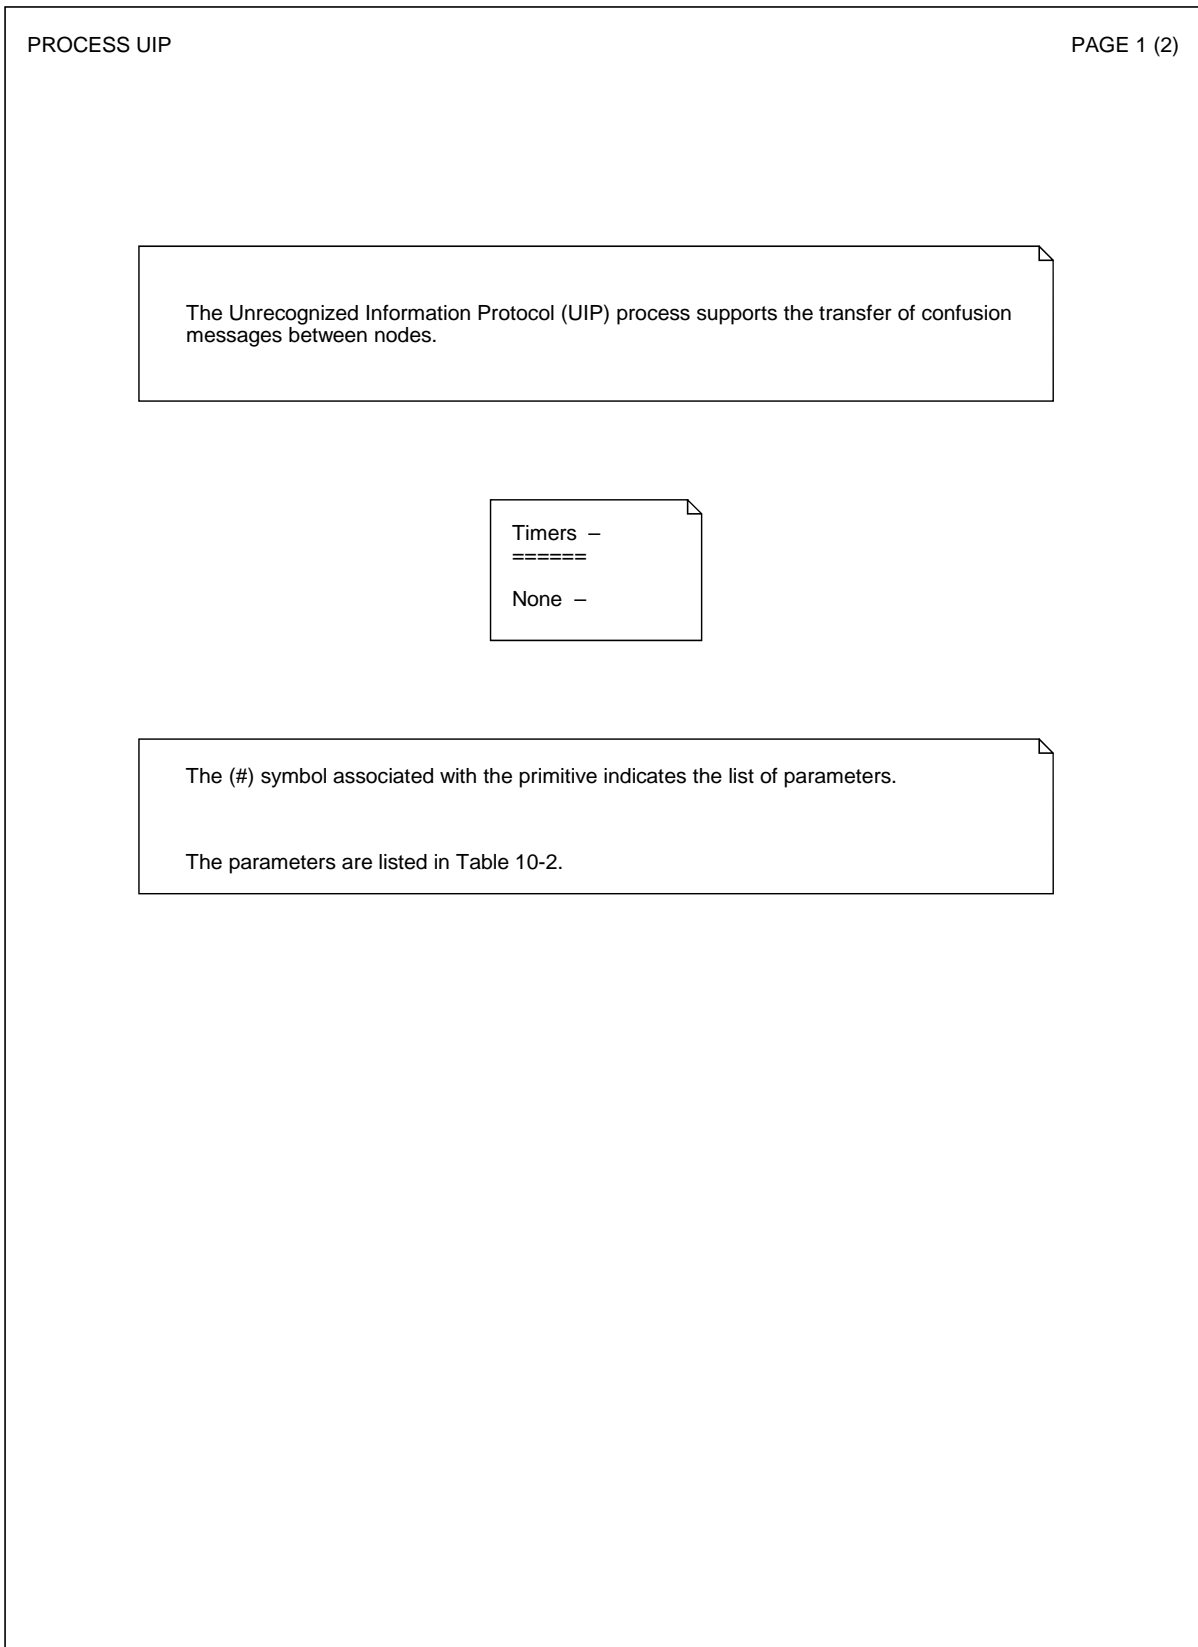 PROCESS UIP
PAGE 1 (2)
The Unrecognized Information Protocol (UIP) process supports the transfer of confusion
messages between nodes.
Timers –
======
None –
The (#) symbol associated with the primitive indicates the list of parameters.
The parameters are listed in Table 10-2.